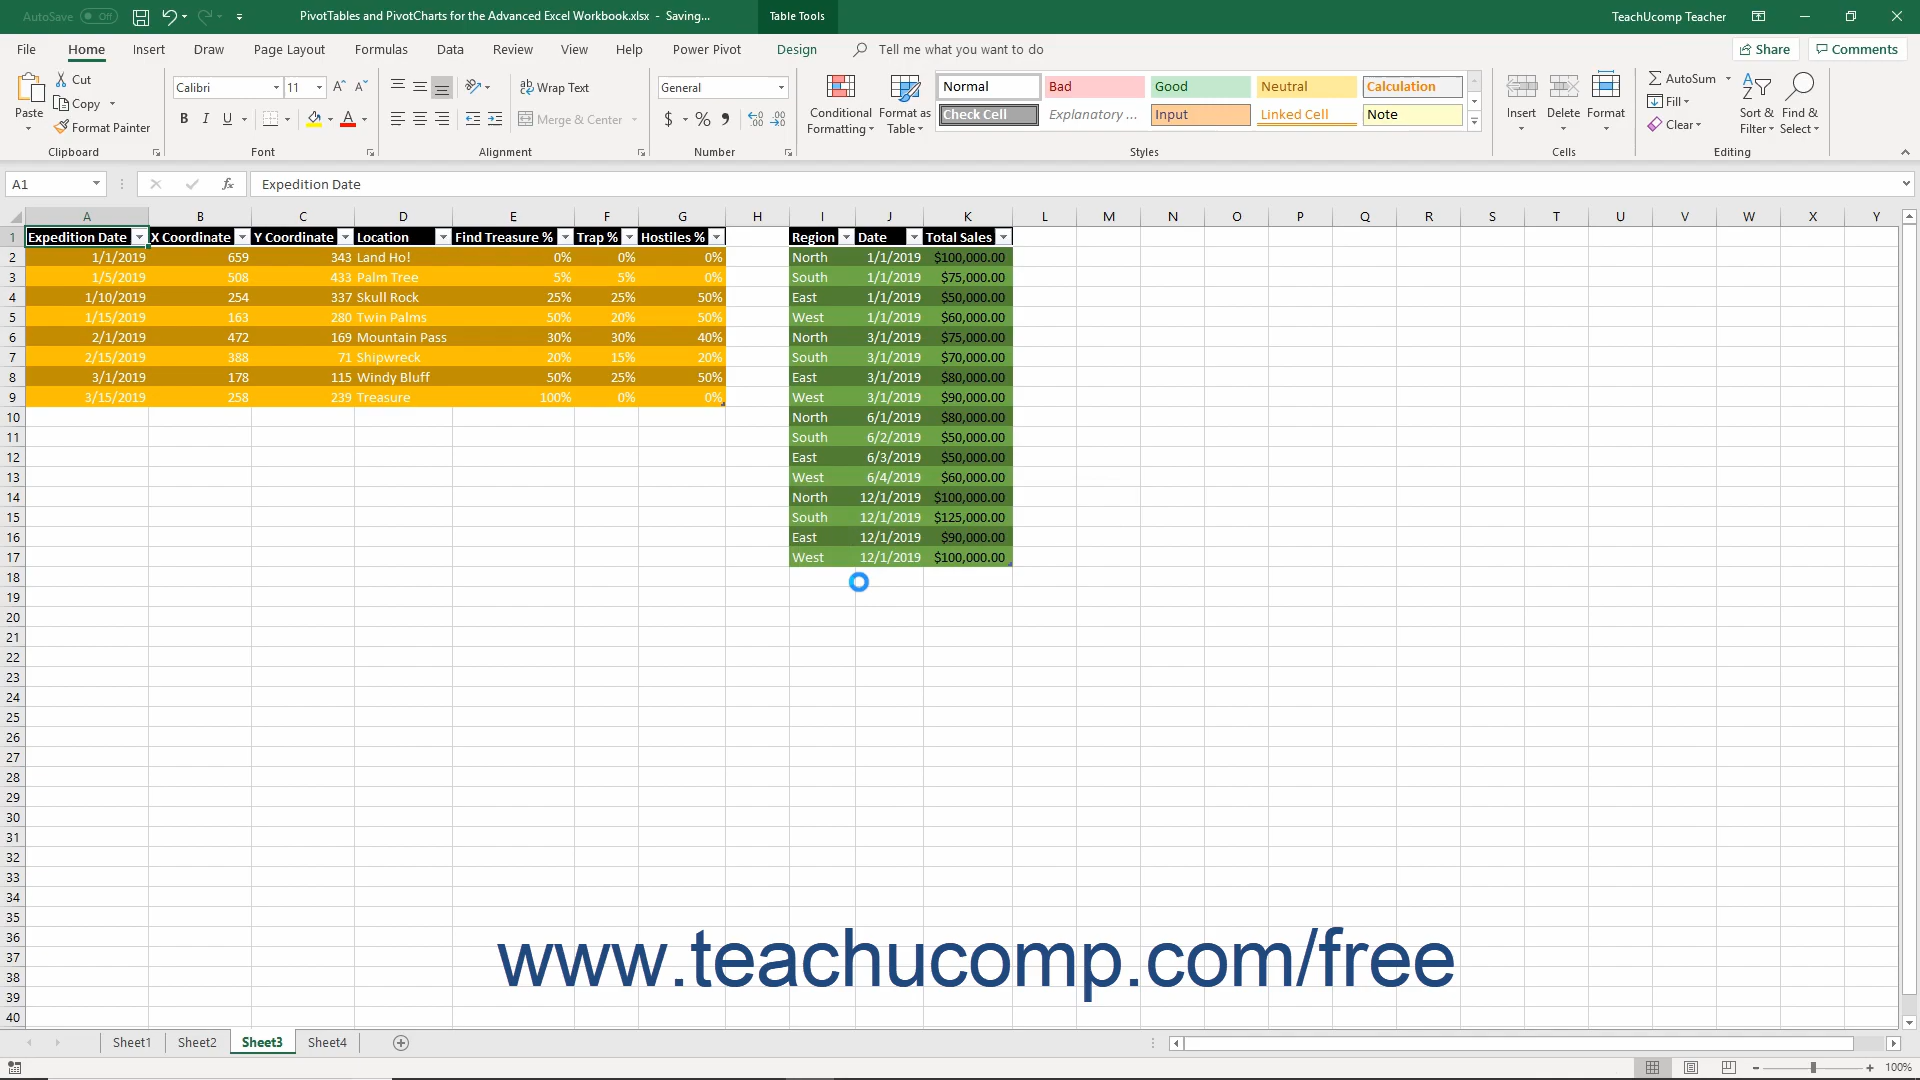 AutoSave Off PivotTables and PivotCharts for the Advanced Excel Workbook.xlsx - Saving... Table Tools TeachUcomp Teacher
File Home Insert Draw Page Layout Formulas Data Review View Help Power Pivot Design Tell me what you want to do Share Comments
Paste Cut Copy Format Painter Clipboard
Calibri 11 A^ A˅ B I U A Font
Wrap Text Merge & Center Alignment
General $ % , Number
Conditional Formatting Format as Table
Normal Bad Good Neutral Calculation
Check Cell Explanatory ... Input Linked Cell Note
Styles
Insert Delete Format Cells
AutoSum Fill Clear Sort & Filter Find & Select Editing
A1 fx Expedition Date
A B C D E F G H I J K L M N O P Q R S T U V W X Y
1 Expedition Date X Coordinate Y Coordinate Location Find Treasure % Trap % Hostiles % Region Date Total Sales
2 1/1/2019 659 343 Land Ho! 0% 0% 0% North 1/1/2019 $100,000.00
3 1/5/2019 508 433 Palm Tree 5% 5% 0% South 1/1/2019 $75,000.00
4 1/10/2019 254 337 Skull Rock 25% 25% 50% East 1/1/2019 $50,000.00
5 1/15/2019 163 280 Twin Palms 50% 20% 50% West 1/1/2019 $60,000.00
6 2/1/2019 472 169 Mountain Pass 30% 30% 40% North 3/1/2019 $75,000.00
7 2/15/2019 388 71 Shipwreck 20% 15% 20% South 3/1/2019 $70,000.00
8 3/1/2019 178 115 Windy Bluff 50% 25% 50% East 3/1/2019 $80,000.00
9 3/15/2019 258 239 Treasure 100% 0% 0% West 3/1/2019 $90,000.00
10 North 6/1/2019 $80,000.00
11 South 6/2/2019 $50,000.00
12 East 6/3/2019 $50,000.00
13 West 6/4/2019 $60,000.00
14 North 12/1/2019 $100,000.00
15 South 12/1/2019 $125,000.00
16 East 12/1/2019 $90,000.00
17 West 12/1/2019 $100,000.00
18
19
20
21
22
23
24
25
26
27
28
29
30
31
32
33
34
35
36
37
38
39
40
www.teachucomp.com/free
Sheet1 Sheet2 Sheet3 Sheet4
100%